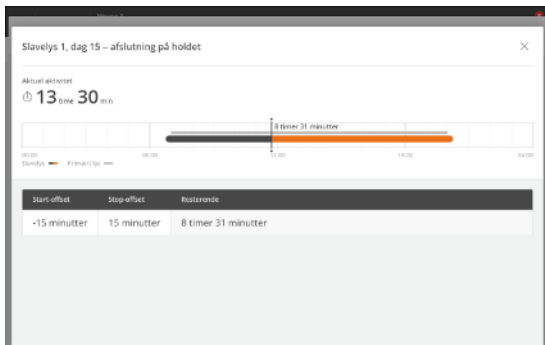 Slavelys 1, dag 15 – afslutning på holdet
Aktuel aktivitet
13 time 30 min
8 timer 31 minutter
00:00 06:00 12:00 18:00 24:00
Slavelys Primært lys
Start-offset Stop-offset Resterende
-15 minutter 15 minutter 8 timer 31 minutter